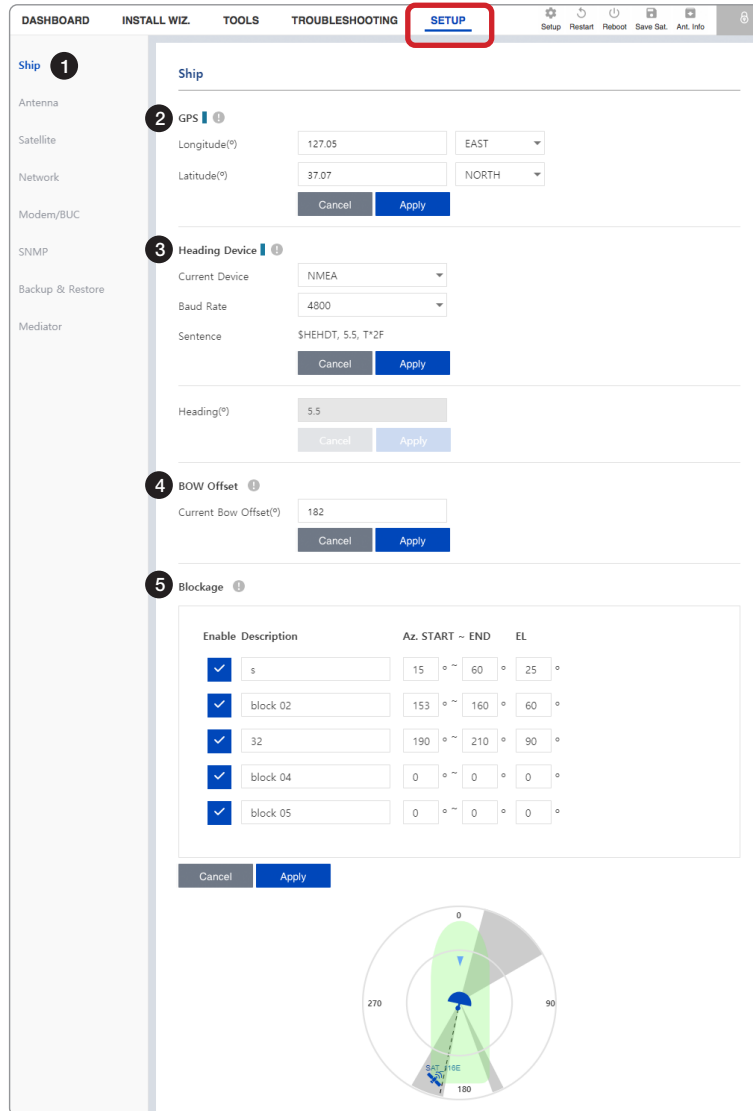 DASHBOARD INSTALL WIZ. TOOLS TROUBLESHOOTING SETUP Setup Restart Reboot Save Sat. Ant. Info
Ship 1
Antenna
Satellite
Network
Modem/BUC
SNMP
Backup & Restore
Mediator
Ship
2 GPS
Longitude(º) 127.05 EAST
Latitude(º) 37.07 NORTH
Cancel Apply
3 Heading Device
Current Device NMEA
Baud Rate 4800
Sentence $HEHDT, 5.5, T*2F
Cancel Apply
Heading(º) 5.5
Cancel Apply
4 BOW Offset
Current Bow Offset(º) 182
Cancel Apply
5 Blockage
Enable Description Az. START ~ END EL
s 15 º ~ 60 º 25 º
block 02 153 º ~ 160 º 60 º
32 190 º ~ 210 º 90 º
block 04 0 º ~ 0 º 0 º
block 05 0 º ~ 0 º 0 º
Cancel Apply
0
270 90
SAT_116E
180